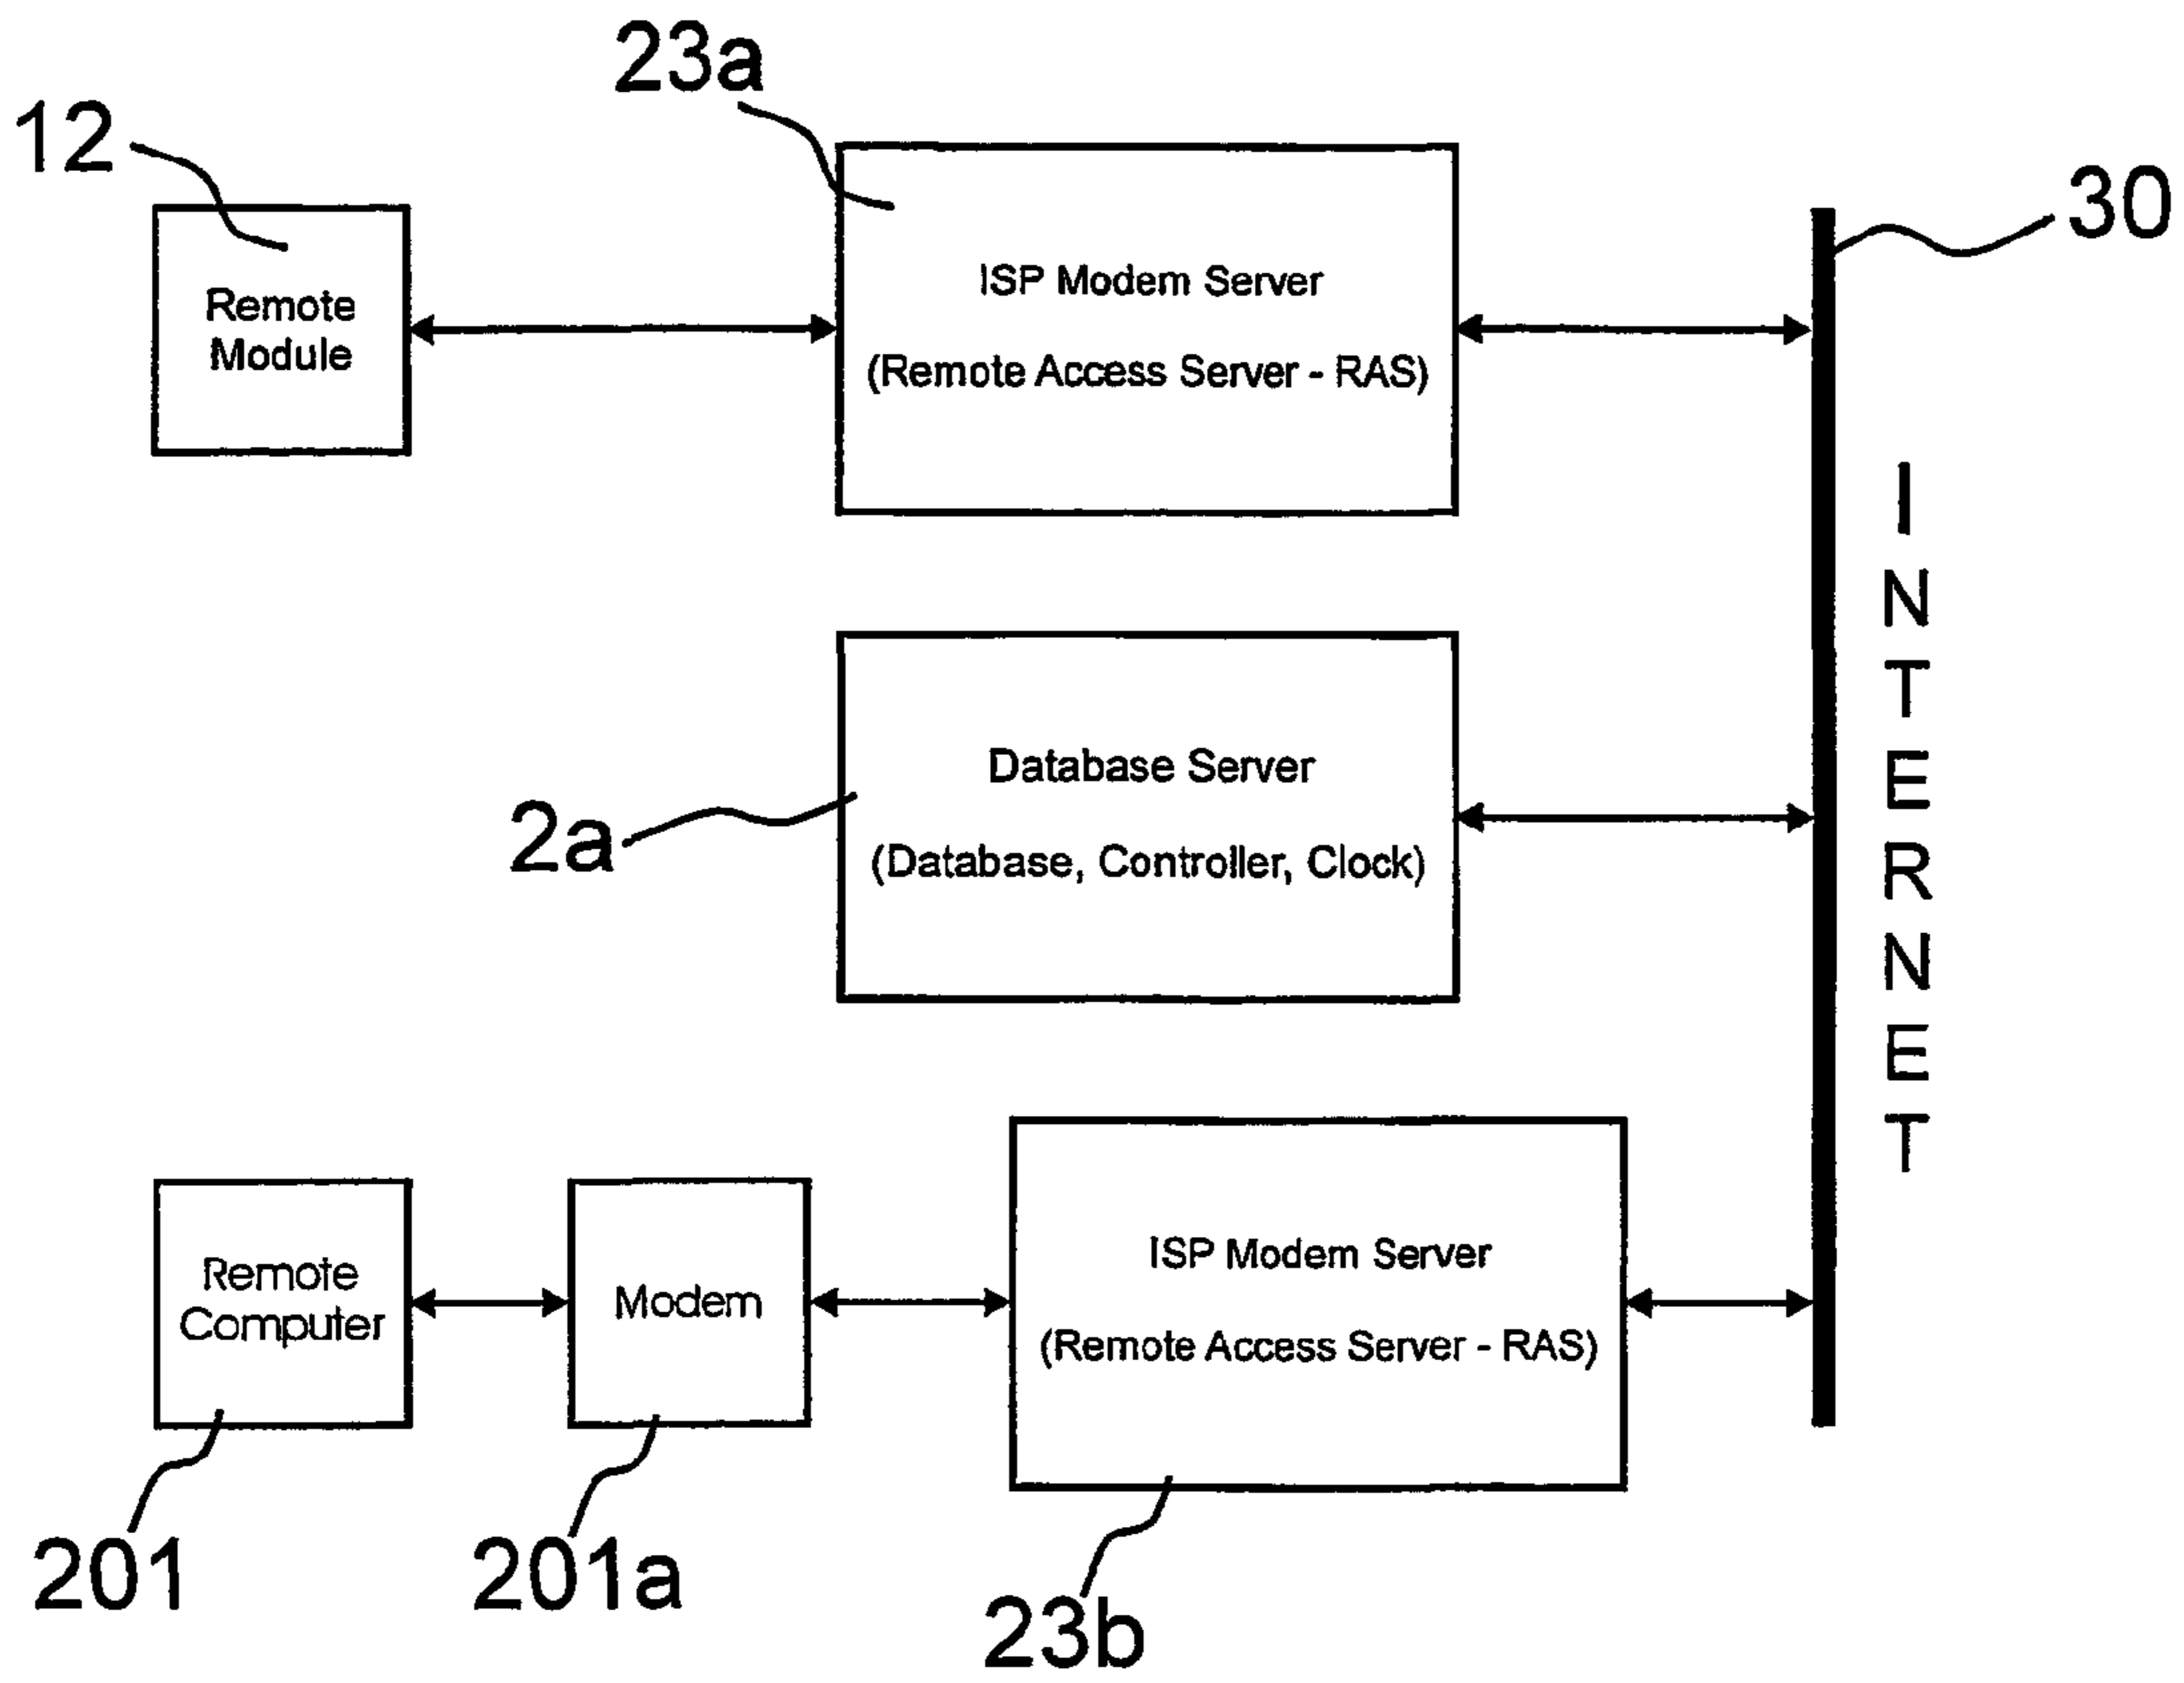 23a
12
30
Remote
Module
ISP Modem Server
(Remote Access Server - RAS)
INTERNET
2a
Database Server
(Database, Controller, Clock)
Remote
Computer
Modem
ISP Modem Server
(Remote Access Server - RAS)
201
201a
23b